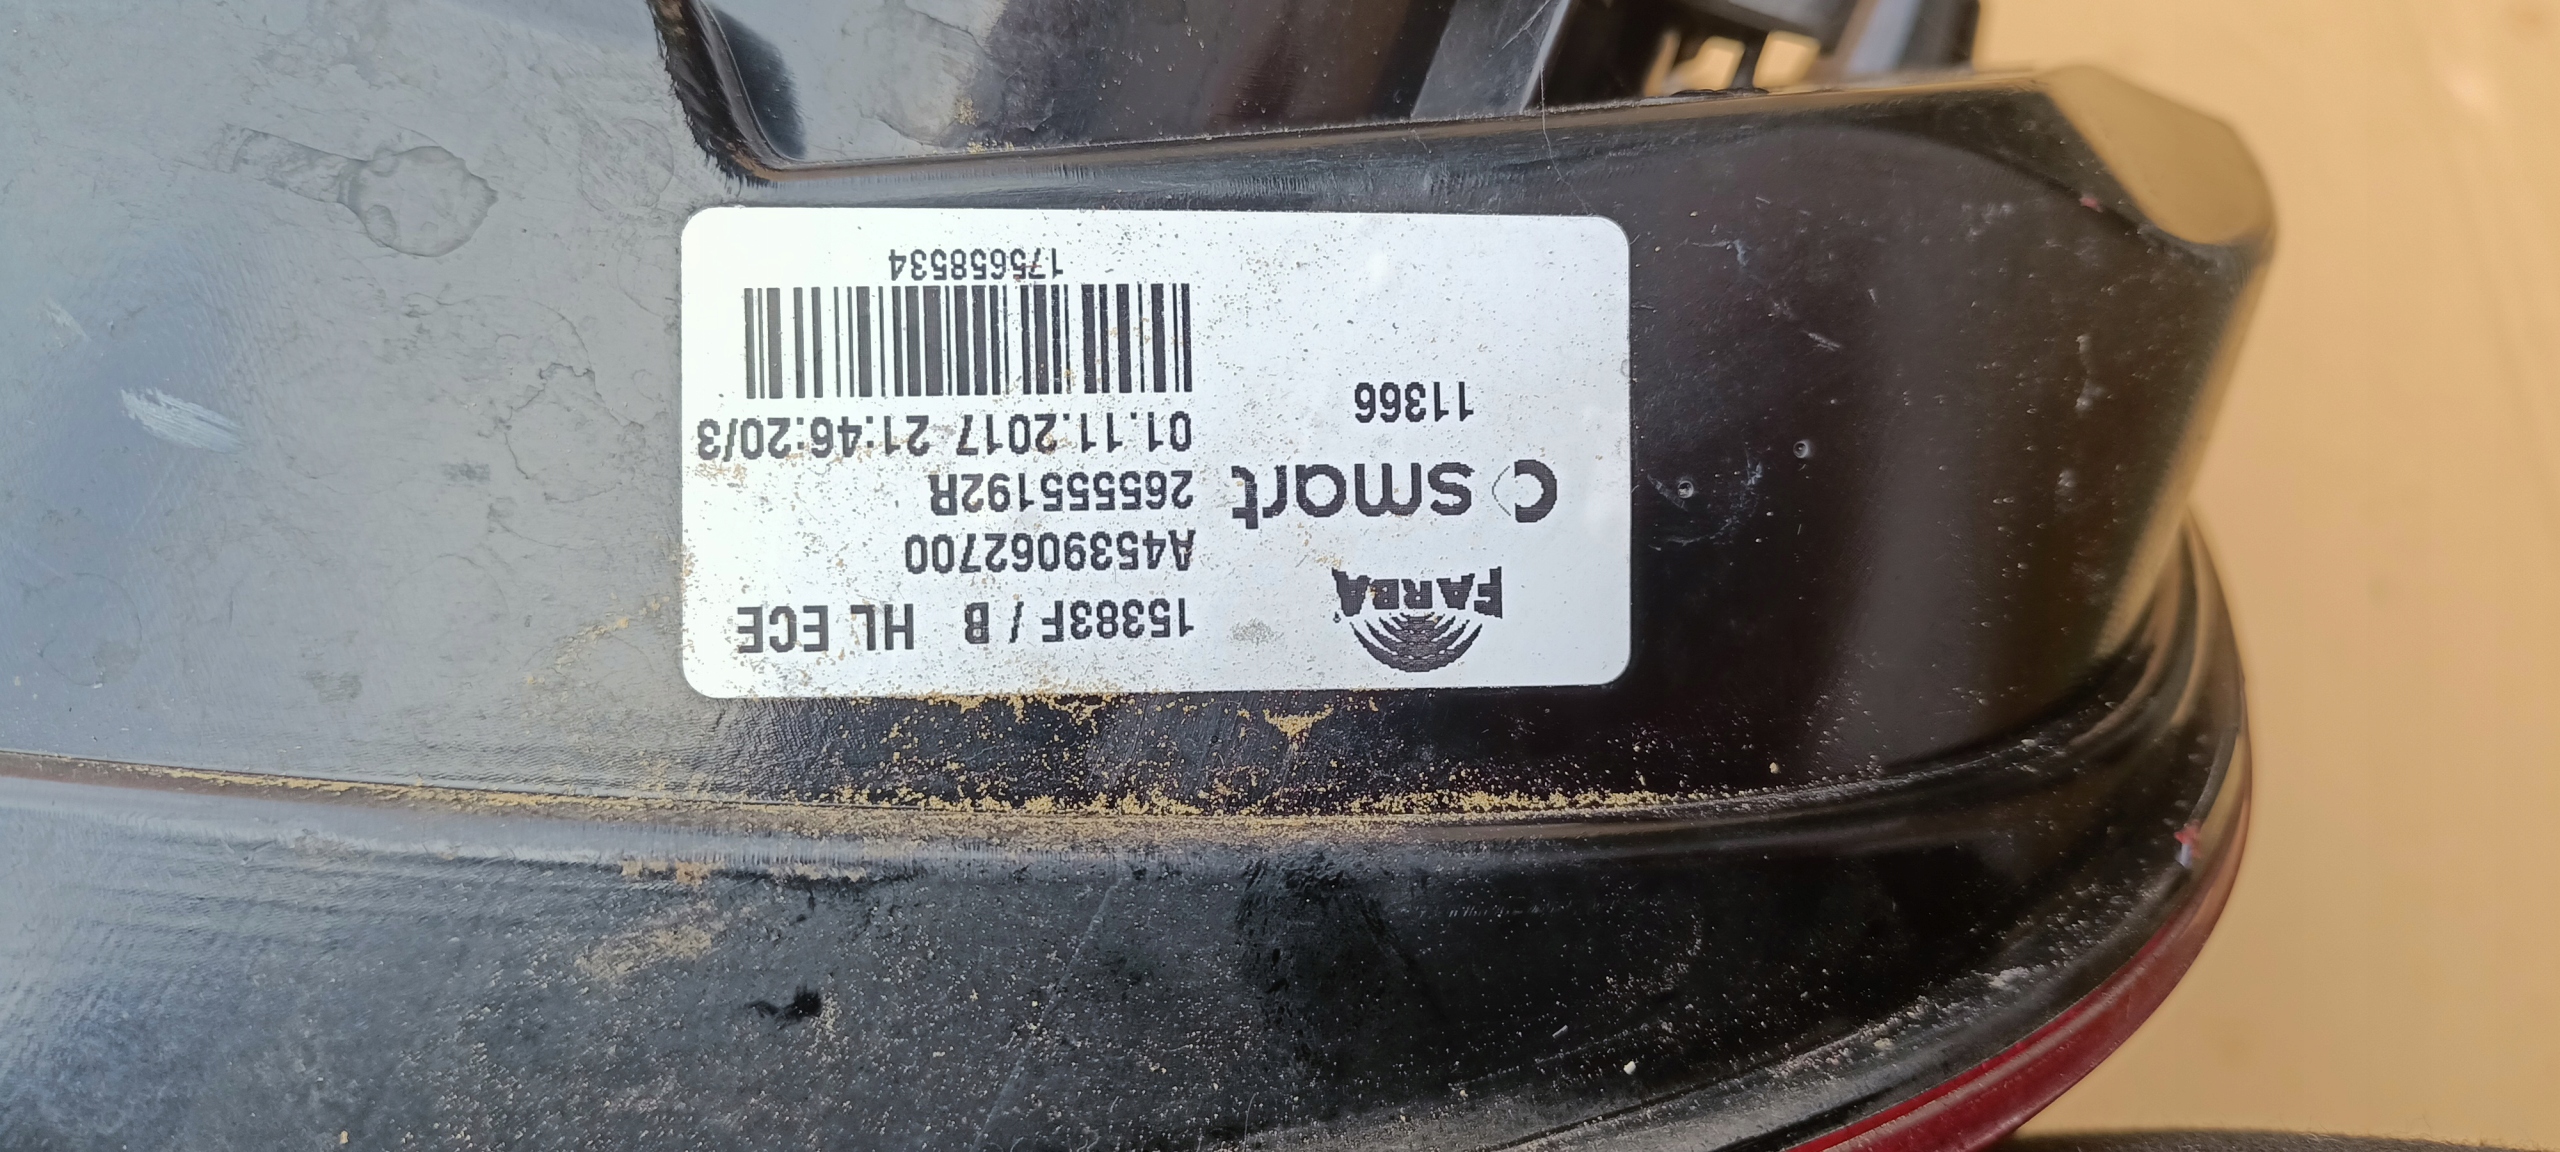 FARBA
15383F / B HL ECE
A4539062700
smart
265555192R
01.11.2017 21:46:20/3
11366
175658534